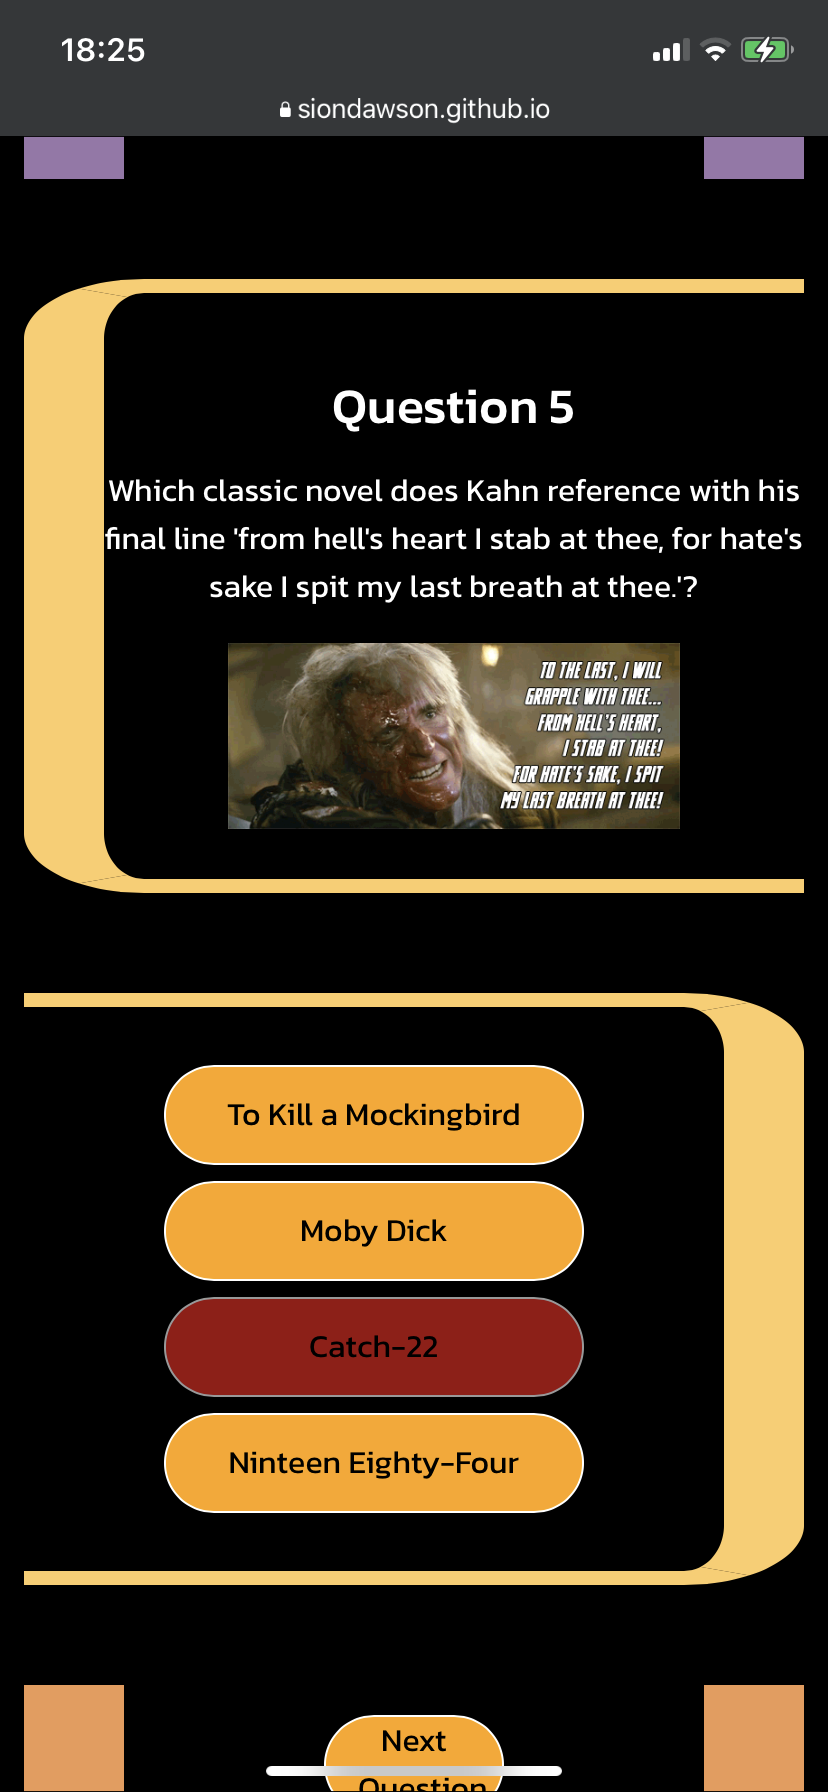 18:25
siondawson.github.io
Question 5
Which classic novel does Kahn reference with his
final line 'from hell's heart I stab at thee, for hate's
sake I spit my last breath at thee.'?
TO THE LAST, I WILL
GRAPPLE WITH THEE...
FROM HELL'S HEART,
I STAB AT THEE!
FOR HATE'S SAKE, I SPIT
MY LAST BREATH AT THEE!
To Kill a Mockingbird
Moby Dick
Catch-22
Ninteen Eighty-Four
Next
Question